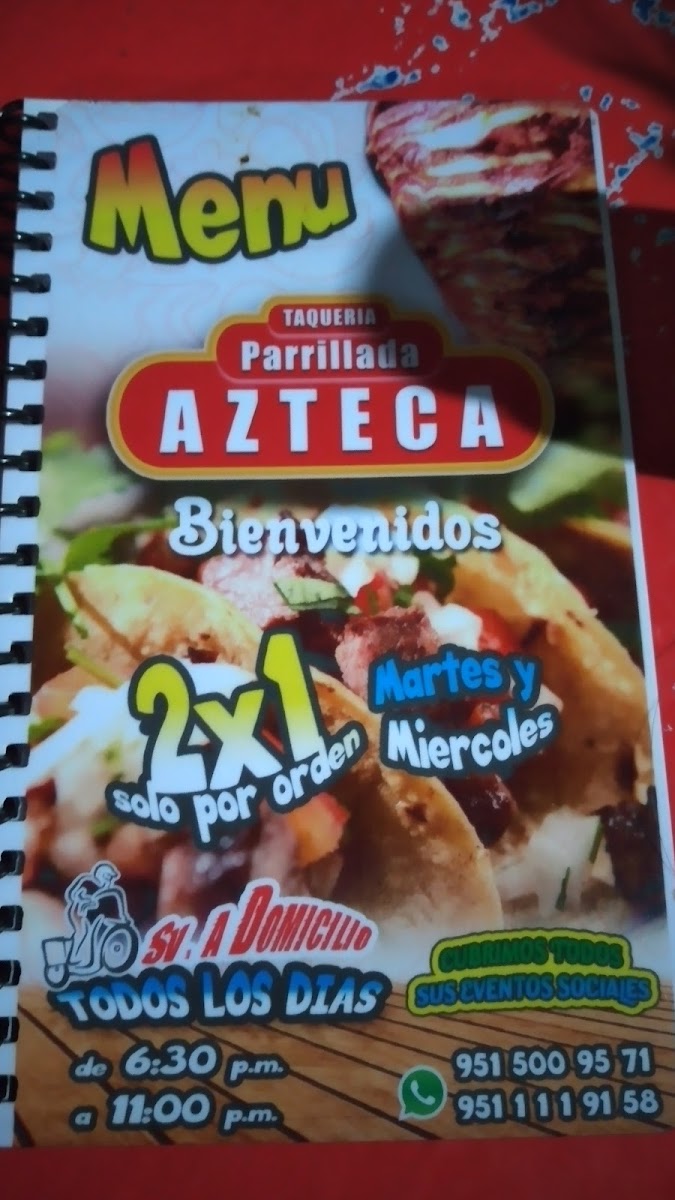 Menu
TAQUERIA
Parrillada
AZTECA
Bienvenidos
2x1
solo por orden
Martes y
Miercoles
SV. A DOMICILIO
TODOS LOS DIAS
de 6:30 p.m.
a 11:00 p.m.
CUBRIMOS TODOS
SUS EVENTOS SOCIALES
951 500 95 71
951 1 1 1 91 58